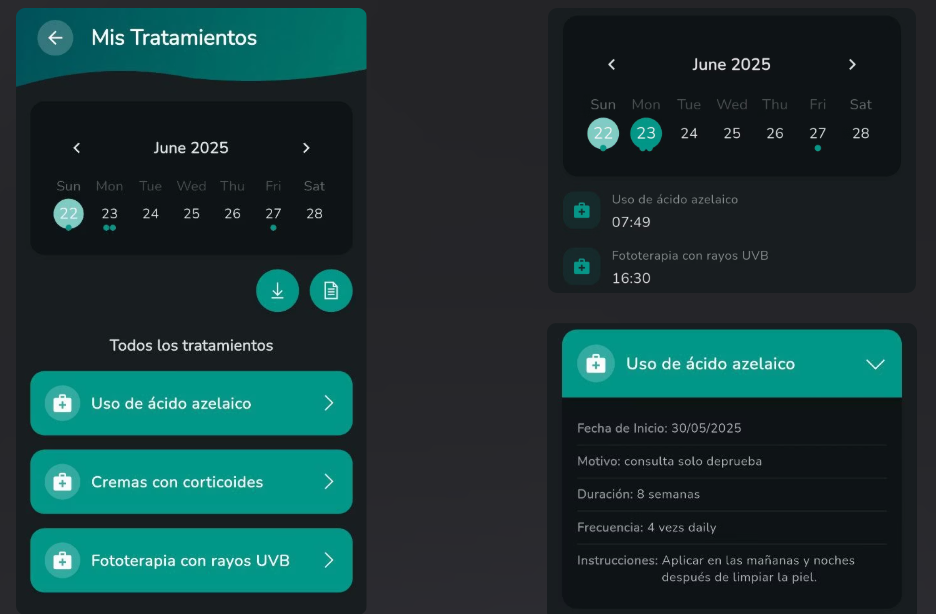 Mis Tratamientos
June 2025
Sun Mon Tue Wed Thu Fri Sat
22 23 24 25 26 27 28
Todos los tratamientos
Uso de ácido azelaico
Cremas con corticoides
Fototerapia con rayos UVB
June 2025
Sun Mon Tue Wed Thu Fri Sat
22 23 24 25 26 27 28
Uso de ácido azelaico
07:49
Fototerapia con rayos UVB
16:30
Uso de ácido azelaico
Fecha de Inicio: 30/05/2025
Motivo: consulta solo deprueba
Duración: 8 semanas
Frecuencia: 4 vezs daily
Instrucciones: Aplicar en las mañanas y noches
después de limpiar la piel.